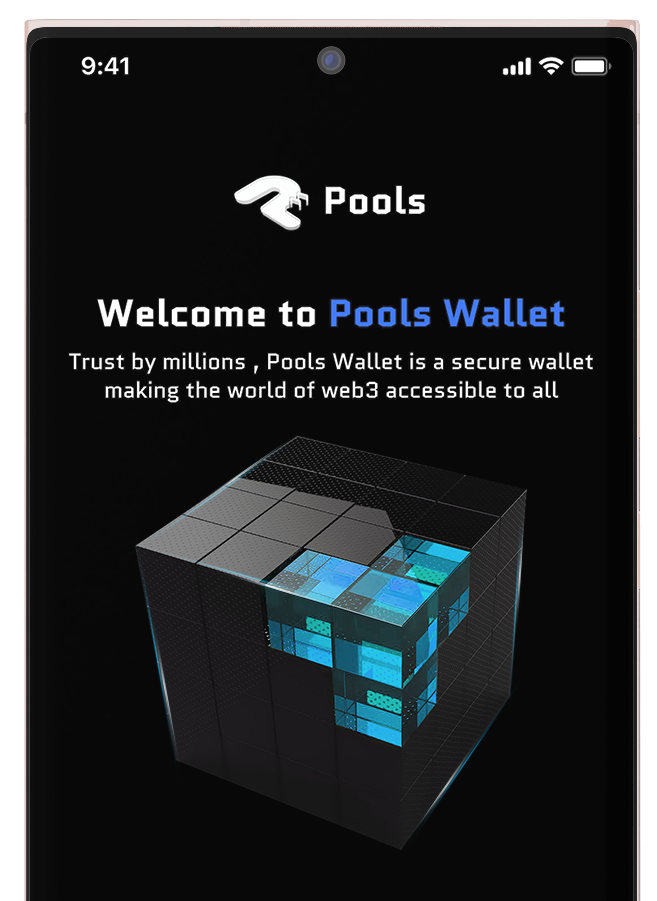 9:41
Pools
Welcome to Pools Wallet
Trust by millions , Pools Wallet is a secure wallet
making the world of web3 accessible to all